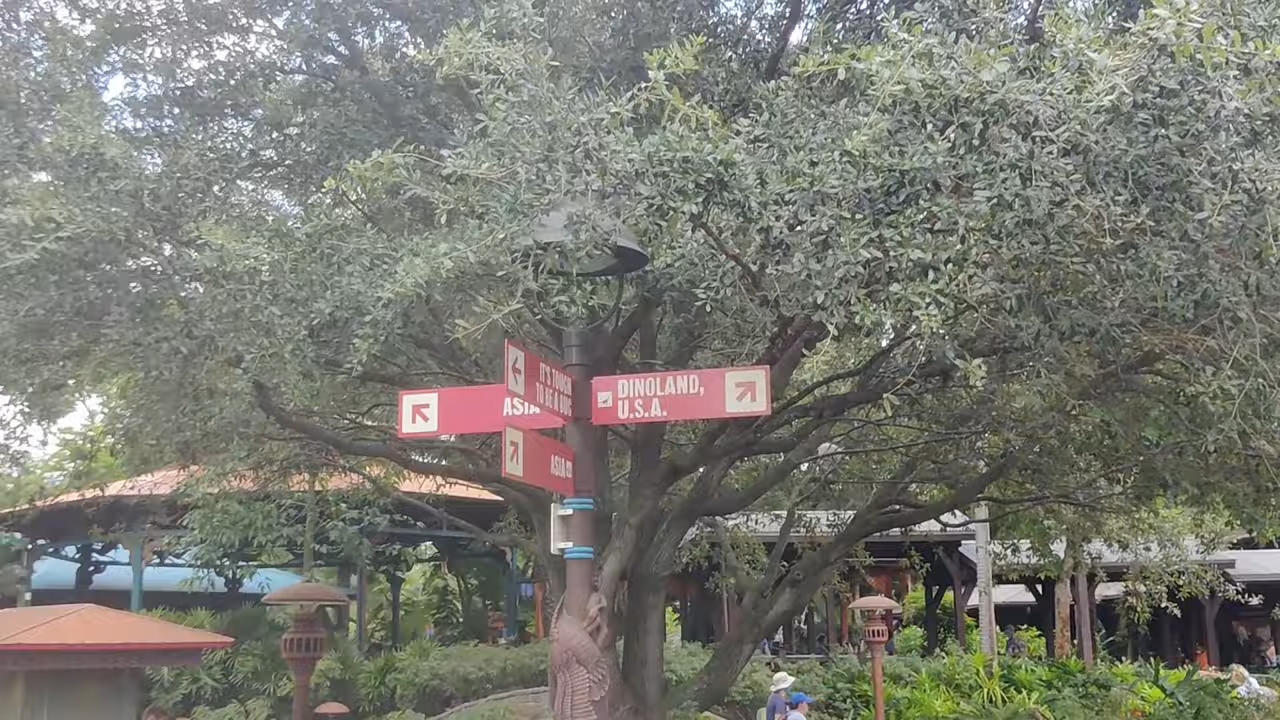 IT'S TOUGH
TO BE A BUG
ASIA
DINOLAND,
U.S.A.
ASIA